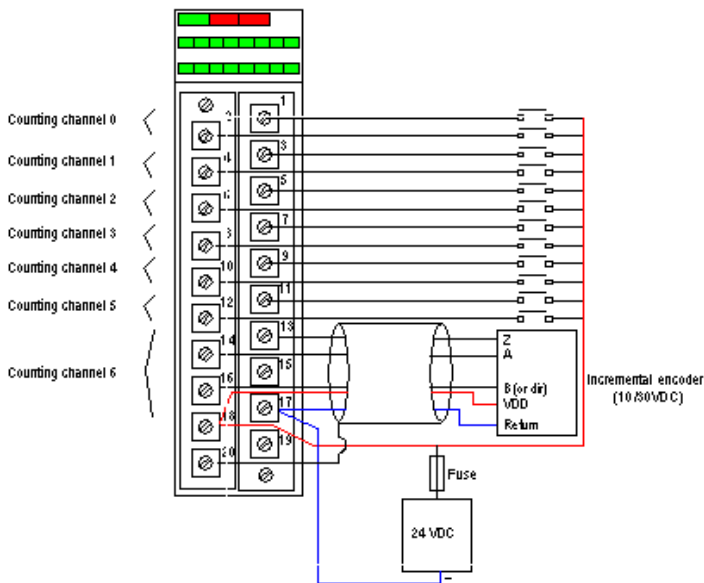 Counting channel 0
Counting channel 1
Counting channel 2
Counting channel 3
Counting channel 4
Counting channel 5
Counting channel 6
1
2
3
4
5
6
7
8
9
10
11
12
13
14
15
16
17
18
19
20
Z
A
B (or dir)
VDD
Return
Incremental encoder
(10/30VDC)
Fuse
24 VDC
-